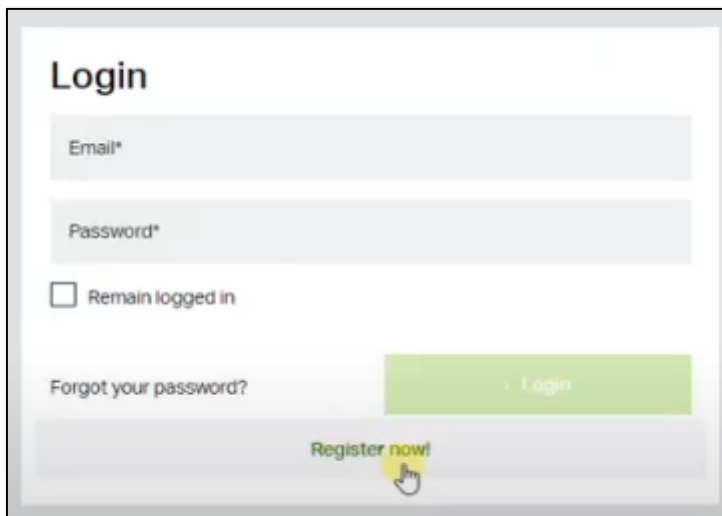 Login
Email*
Password*
Remain logged in
Forgot your password?
› Login
Register now!